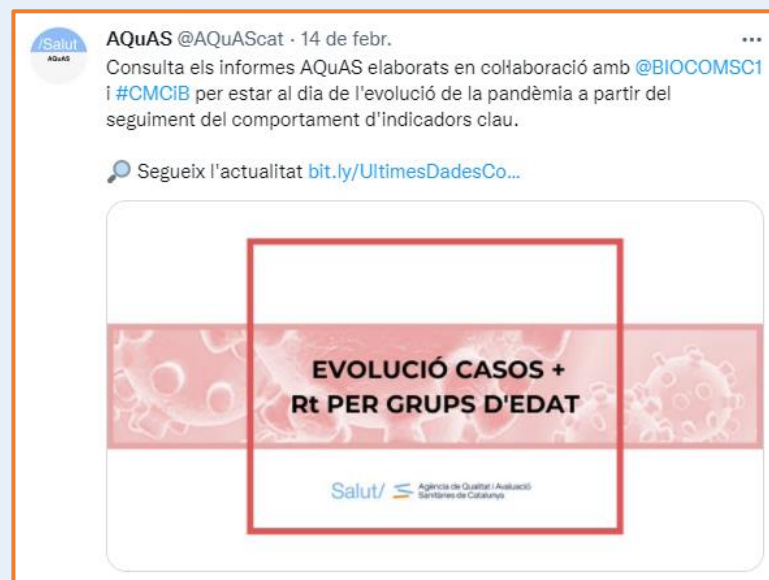 /Salut
AQuAS
AQuAS @AQuAScat · 14 de febr.
Consulta els informes AQuAS elaborats en col·laboració amb @BIOCOMSC1
i #CMCiB per estar al dia de l'evolució de la pandèmia a partir del
seguiment del comportament d'indicadors clau.
Segueix l'actualitat bit.ly/UltimesDadesCo...
EVOLUCIÓ CASOS +
Rt PER GRUPS D'EDAT
Salut/
Agència de Qualitat i Avaluació
Sanitàries de Catalunya